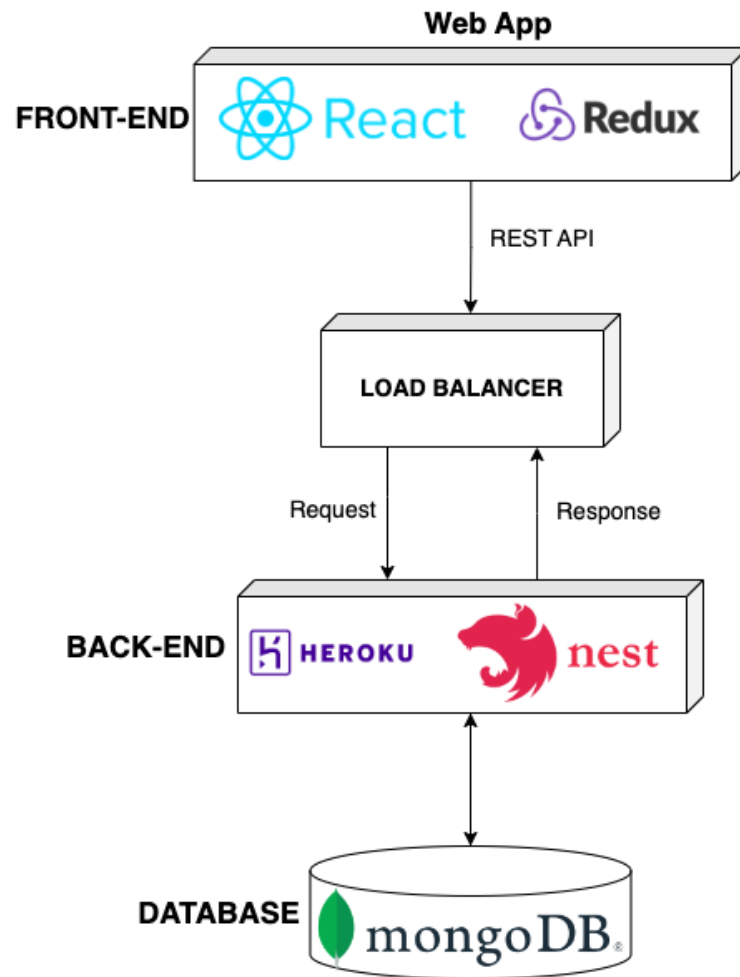 Web App
FRONT-END
React
Redux
REST API
LOAD BALANCER
Request
Response
BACK-END
HEROKU
nest
DATABASE
mongoDB®